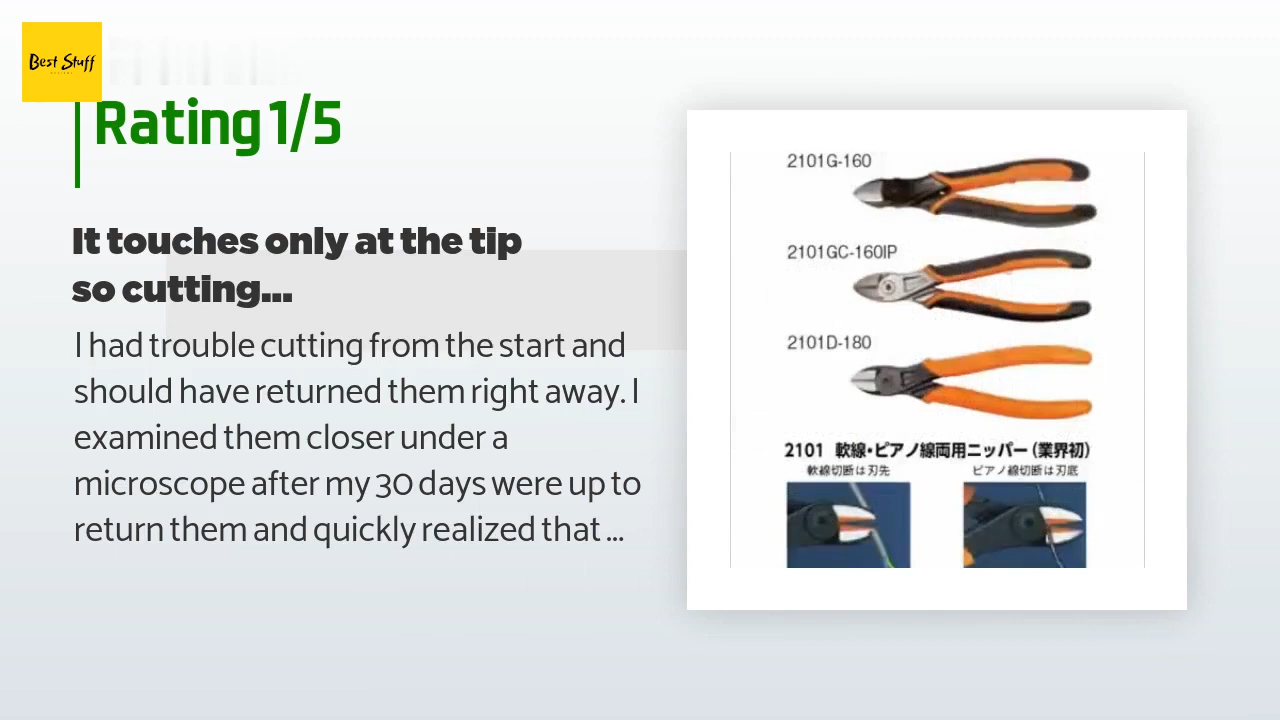 Best Stuff
Rating 1/5
It touches only at the tip
so cutting...
I had trouble cutting from the start and
should have returned them right away. I
examined them closer under a
microscope after my 30 days were up to
return them and quickly realized that ...
2101G-160
2101GC-160IP
2101D-180
2101 軟線・ピアノ線両用ニッパー（業界初）
軟線切断は刃先
ピアノ線切断は刃底